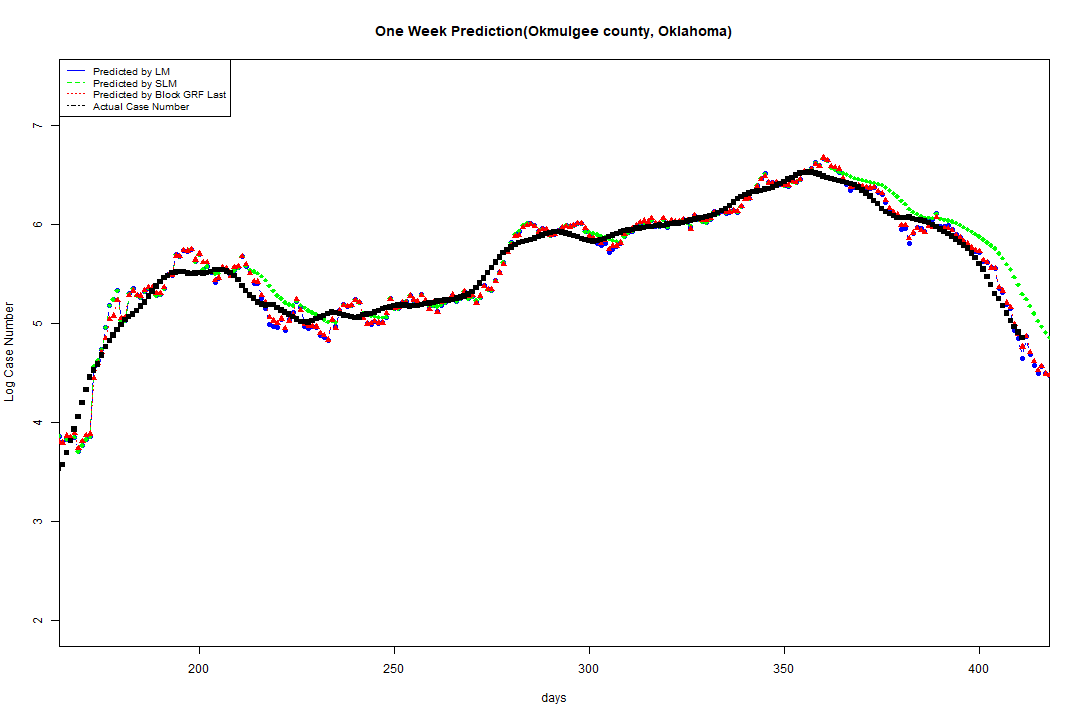 One Week Prediction(Okmulgee county, Oklahoma)
Predicted by LM
Predicted by SLM
Predicted by Block GRF Last
Actual Case Number
7
6
5
4
3
2
Log Case Number
200 250 300 350 400
days